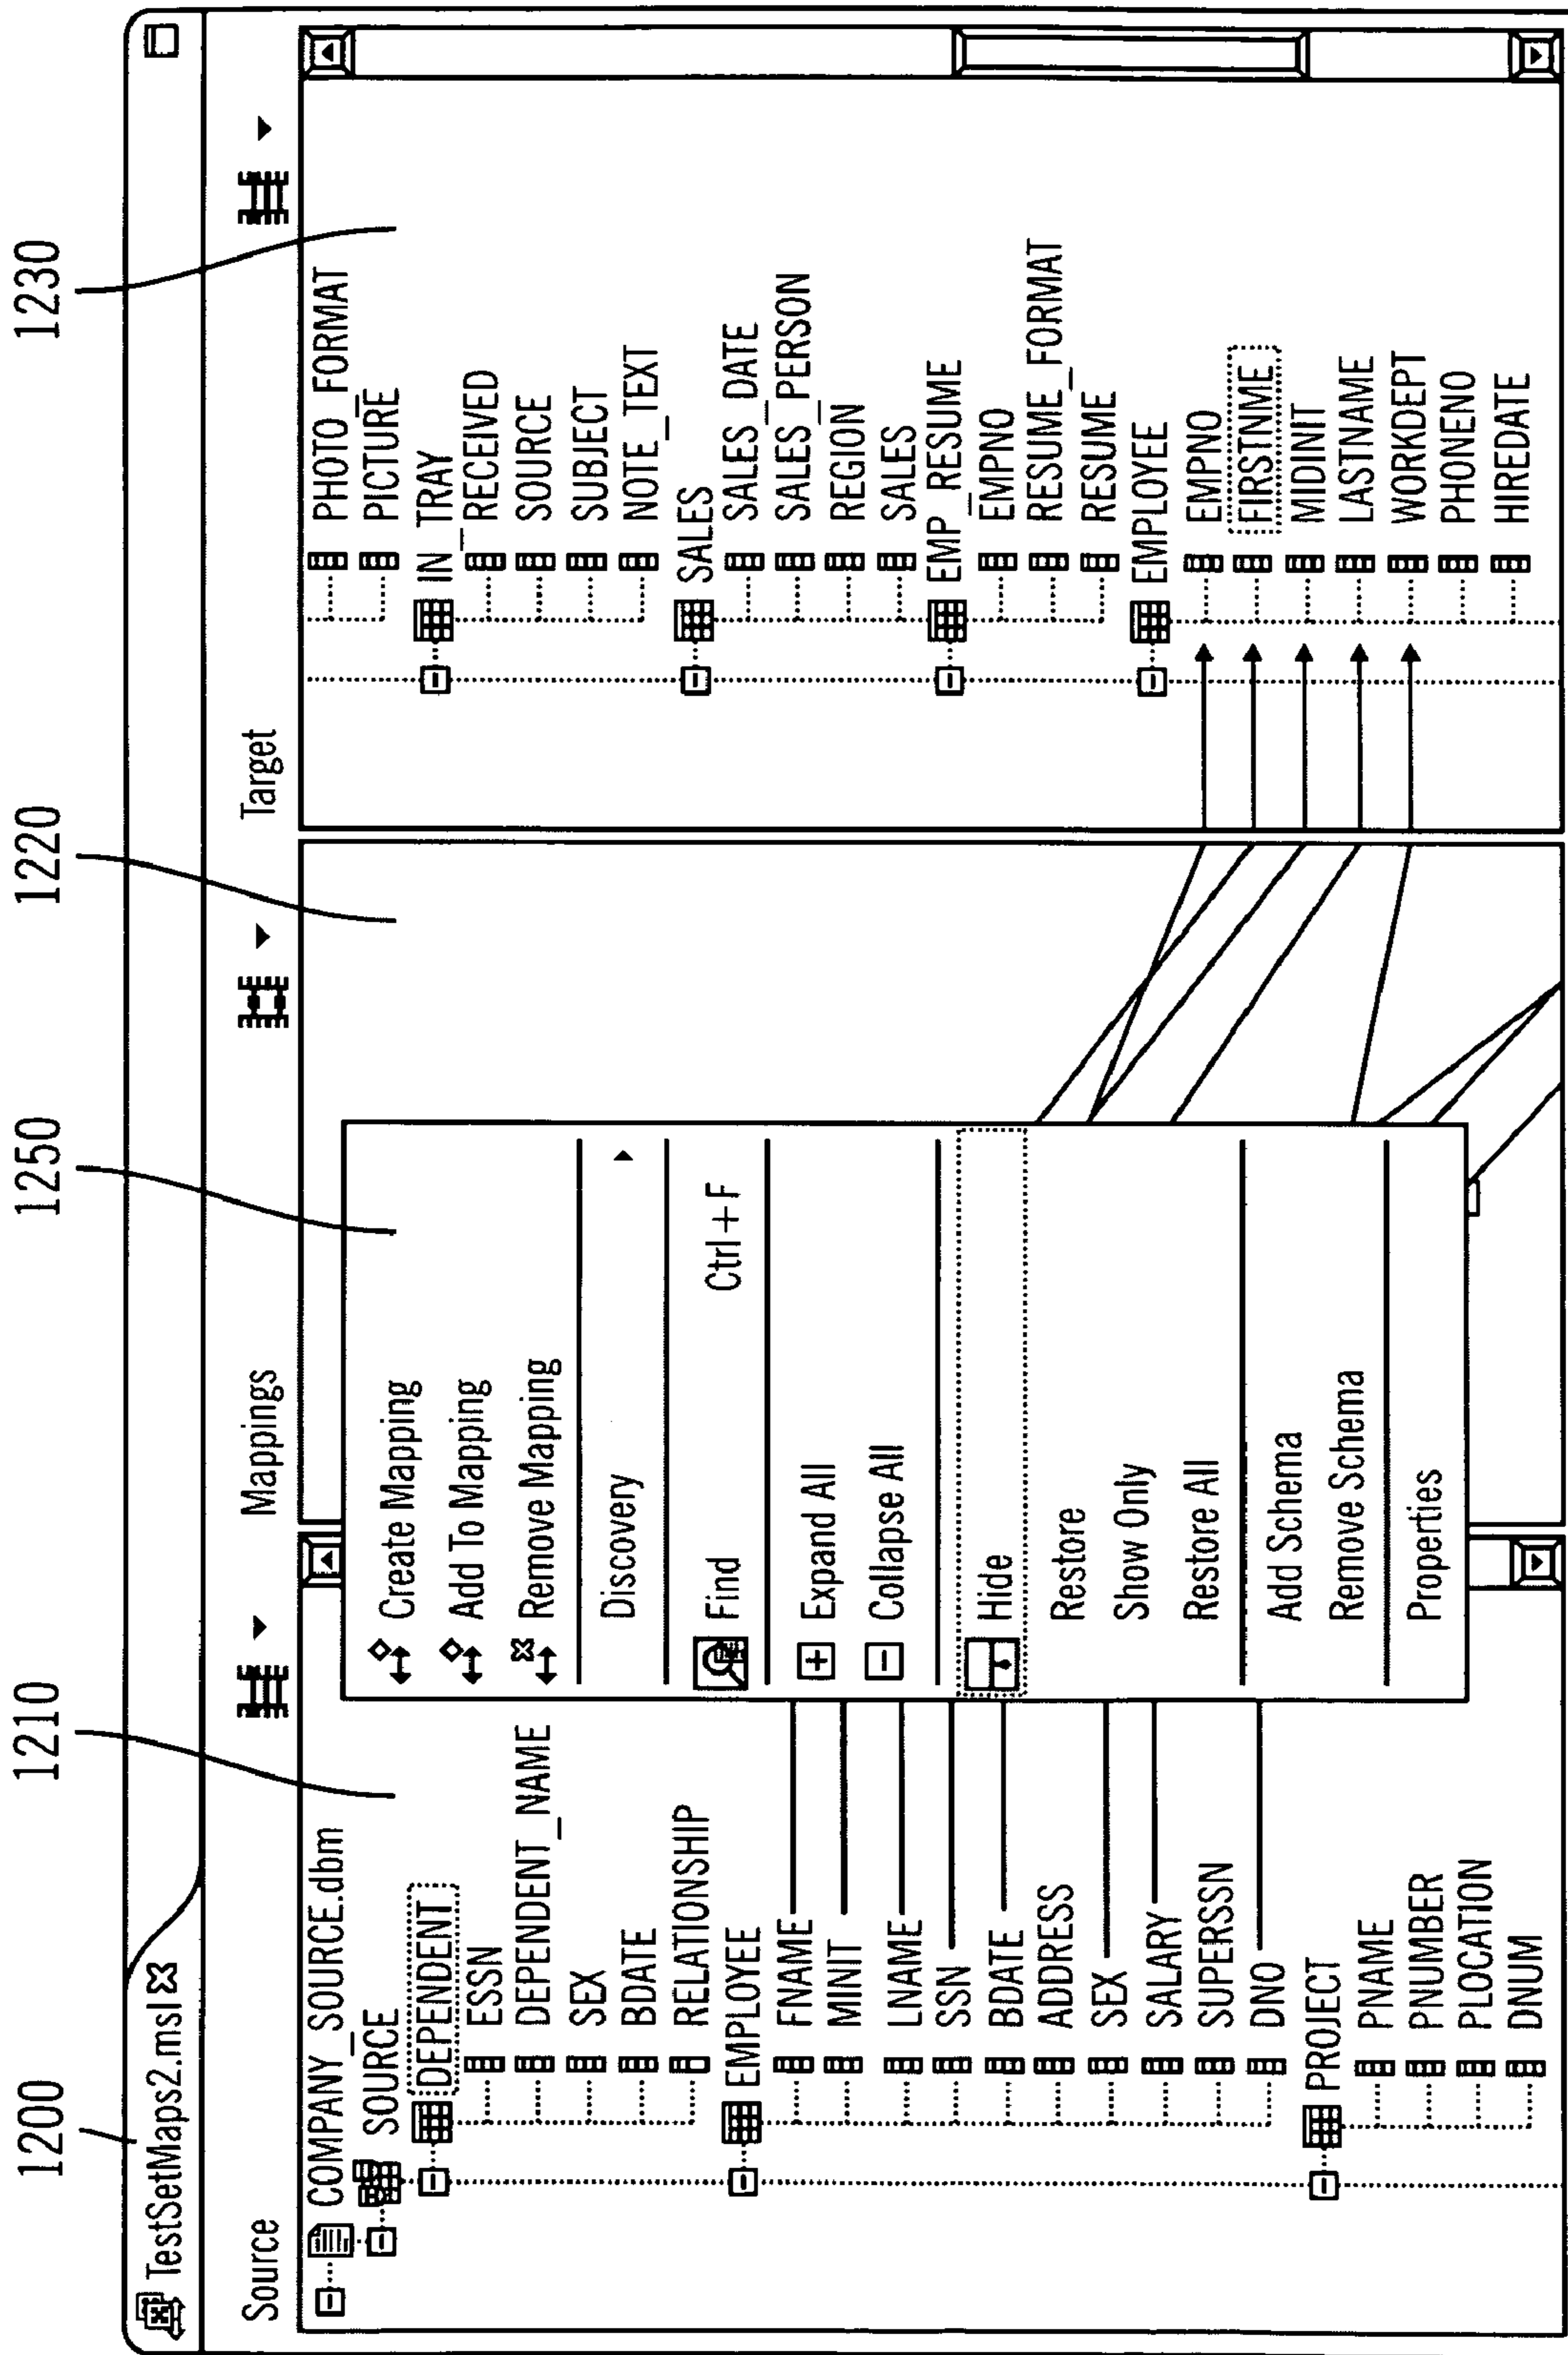 1200
1210
1250
1220
1230
TestSetMaps2.msl
Source
Mappings
Target
COMPANY_SOURCE.dbm
SOURCE
DEPENDENT
ESSN
DEPENDENT_NAME
SEX
BDATE
RELATIONSHIP
EMPLOYEE
FNAME
MINIT
LNAME
SSN
BDATE
ADDRESS
SEX
SALARY
SUPERSSN
DNO
PROJECT
PNAME
PNUMBER
PLOCATION
DNUM
Create Mapping
Add To Mapping
Remove Mapping
Discovery
Find Ctrl+F
Expand All
Collapse All
Hide
Restore
Show Only
Restore All
Add Schema
Remove Schema
Properties
PHOTO_FORMAT
PICTURE
IN_TRAY
RECEIVED
SOURCE
SUBJECT
NOTE_TEXT
SALES
SALES_DATE
SALES_PERSON
REGION
SALES
EMP_RESUME
EMPNO
RESUME_FORMAT
RESUME
EMPLOYEE
EMPNO
FIRSTNME
MIDINIT
LASTNAME
WORKDEPT
PHONENO
HIREDATE